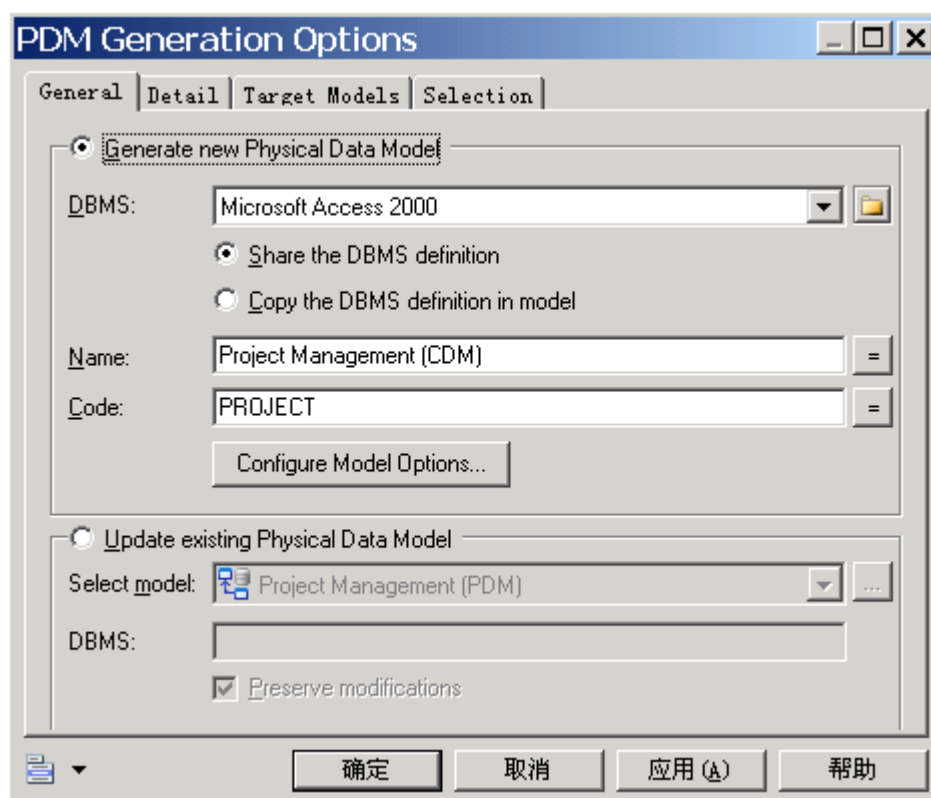 PDM Generation Options
General Detail Target Models Selection
Generate new Physical Data Model
DBMS: Microsoft Access 2000
Share the DBMS definition
Copy the DBMS definition in model
Name: Project Management (CDM) =
Code: PROJECT =
Configure Model Options...
Update existing Physical Data Model
Select model: Project Management (PDM) ...
DBMS:
Preserve modifications
确定 取消 应用(A) 帮助